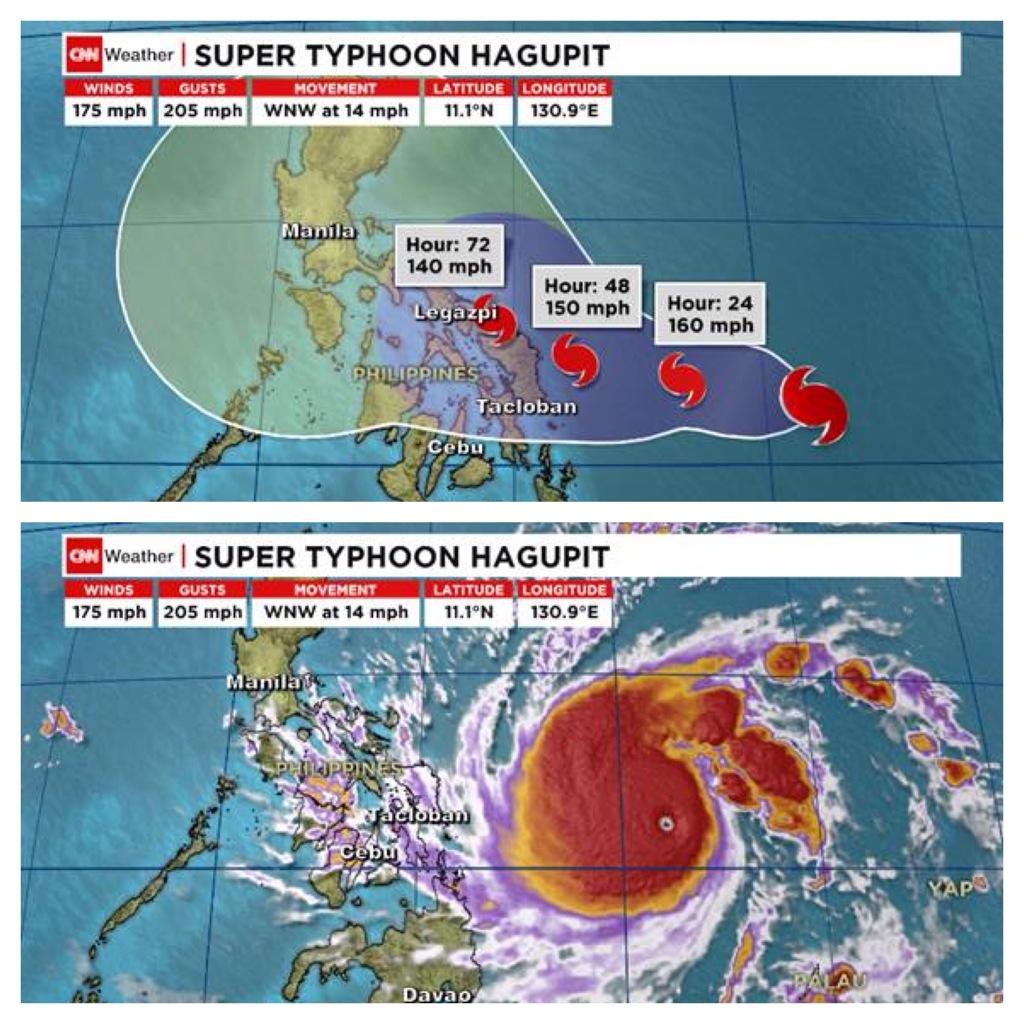 CNN Weather | SUPER TYPHOON HAGUPIT
WINDS GUSTS MOVEMENT LATITUDE LONGITUDE
175 mph 205 mph WNW at 14 mph 11.1°N 130.9°E
Manila
Hour: 72
140 mph
Hour: 48
150 mph
Hour: 24
160 mph
Legazpi
PHILIPPINES
Tacloban
Cebu
CNN Weather | SUPER TYPHOON HAGUPIT
WINDS GUSTS MOVEMENT LATITUDE LONGITUDE
175 mph 205 mph WNW at 14 mph 11.1°N 130.9°E
Manila
PHILIPPINES
Tacloban
Cebu
YAP
PALAU
Davao